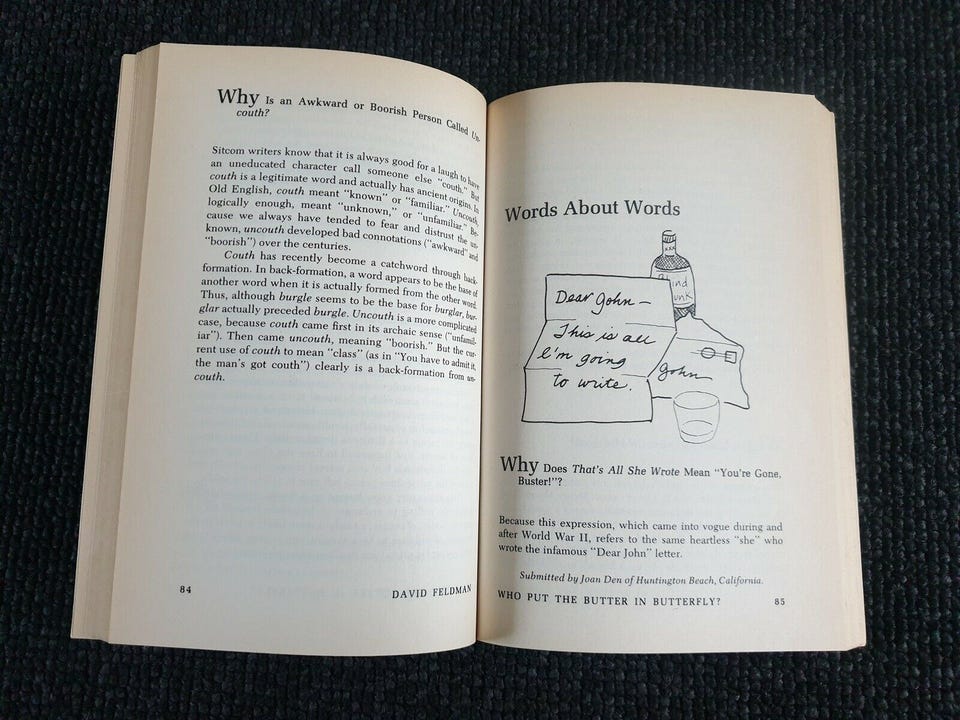 Why Is an Awkward or Boorish Person Called Un-
couth?
Sitcom writers know that it is always good for a laugh to have
an uneducated character call someone else "couth." But
couth is a legitimate word and actually has ancient origins. In
Old English, couth meant "known" or "familiar." Uncouth,
logically enough, meant "unknown," or "unfamiliar." Be-
cause we always have tended to fear and distrust the un-
known, uncouth developed bad connotations ("awkward" and
"boorish") over the centuries.
Couth has recently become a catchword through back-
formation. In back-formation, a word appears to be the base of
another word when it is actually formed from the other word.
Thus, although burgle seems to be the base for burglar, bur-
glar actually preceded burgle. Uncouth is a more complicated
case, because couth came first in its archaic sense ("unfamil-
iar"). Then came uncouth, meaning "boorish." But the cur-
rent use of couth to mean "class" (as in "You have to admit it,
the man's got couth") clearly is a back-formation from un-
couth.
84
DAVID FELDMAN
Words About Words
xxx
Blind
unk
Dear John—
This is all
I'm going
to write.
John
Why Does That's All She Wrote Mean "You're Gone,
Buster!"?
Because this expression, which came into vogue during and
after World War II, refers to the same heartless "she" who
wrote the infamous "Dear John" letter.
Submitted by Joan Den of Huntington Beach, California.
WHO PUT THE BUTTER IN BUTTERFLY?
85